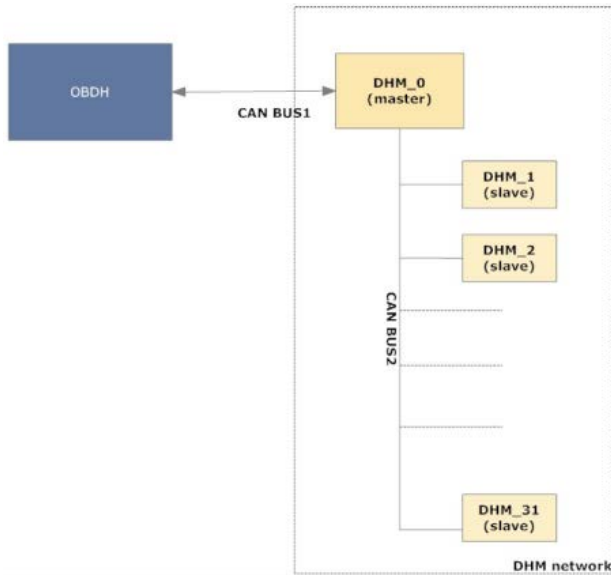 OBDH
CAN BUS1
DHM_0
(master)
DHM_1
(slave)
DHM_2
(slave)
CAN BUS2
DHM_31
(slave)
DHM network